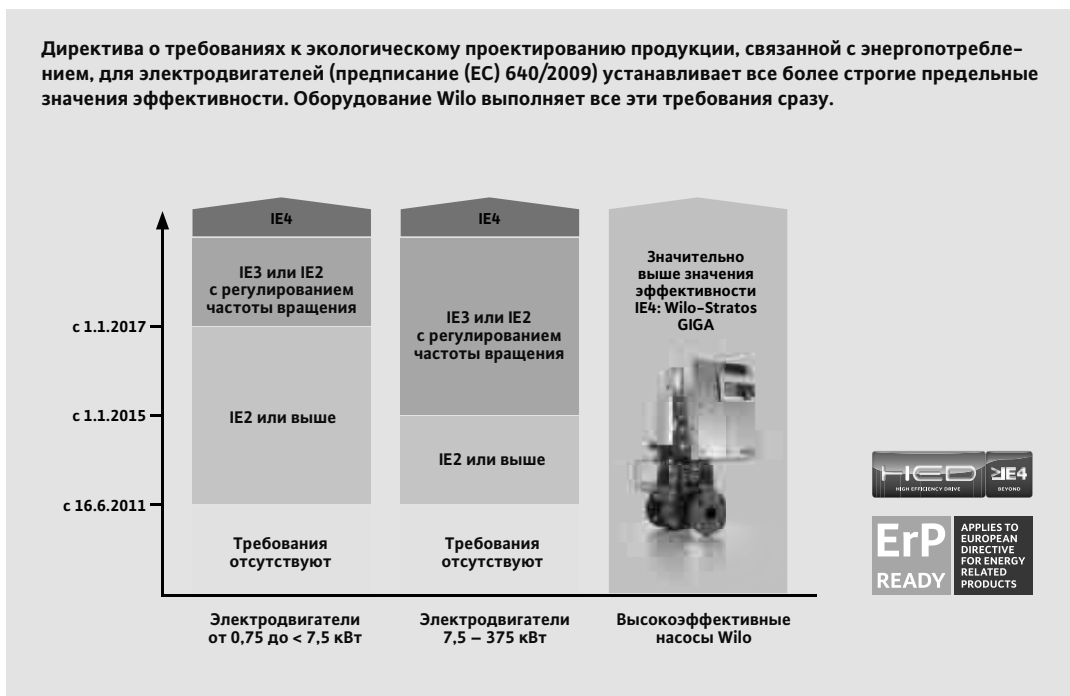 Директива о требованиях к экологическому проектированию продукции, связанной с энергопотребле-
нием, для электродвигателей (предписание (ЕС) 640/2009) устанавливает все более строгие предельные
значения эффективности. Оборудование Wilo выполняет все эти требования сразу.
IE4
IE3 или IE2
с регулированием
частоты вращения
IE2 или выше
Требования
отсутствуют
IE4
IE3 или IE2
с регулированием
частоты вращения
IE2 или выше
Требования
отсутствуют
Значительно
выше значения
эффективности
IE4: Wilo-Stratos
GIGA
с 1.1.2017
с 1.1.2015
с 16.6.2011
Электродвигатели
от 0,75 до < 7,5 кВт
Электродвигатели
7,5 – 375 кВт
Высокоэффективные
насосы Wilo
HED
HIGH EFFICIENCY DRIVE
≥IE4
BEYOND
ErP
READY
APPLIES TO
EUROPEAN
DIRECTIVE
FOR ENERGY
RELATED
PRODUCTS